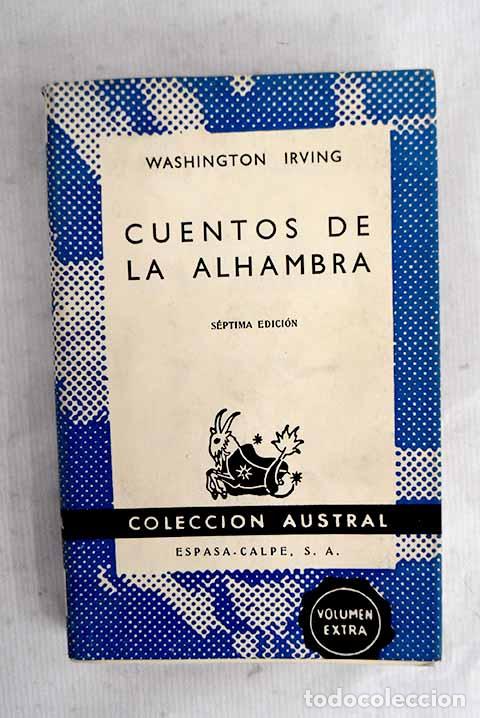 WASHINGTON IRVING
CUENTOS DE
LA ALHAMBRA
SÉPTIMA EDICIÓN
COLECCION AUSTRAL
ESPASA-CALPE, S. A.
VOLUMEN
EXTRA
todocoleccion